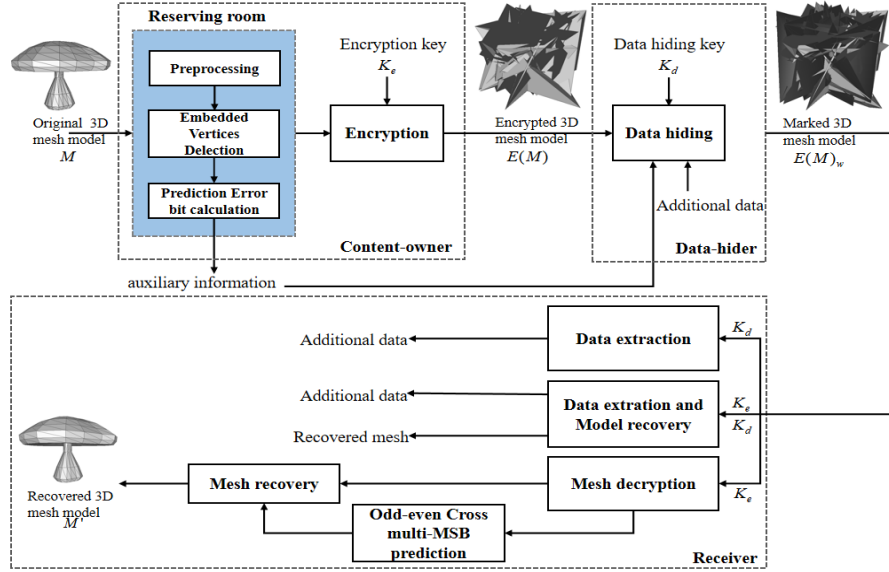 Reserving room
Preprocessing
Embedded
Vertices
Delection
Prediction Error
bit calculation
Original 3D
mesh model
M
Encryption key
K_e
Encryption
Content-owner
Encrypted 3D
mesh model
E(M)
Data hiding key
K_d
Data hiding
Additional data
Data-hider
Marked 3D
mesh model
E(M)_w
auxiliary information
Data extraction
K_d
Additional data
Data extration and
Model recovery
K_e
K_d
Additional data
Recovered mesh
Mesh decryption
K_e
Mesh recovery
Odd-even Cross
multi-MSB
prediction
Recovered 3D
mesh model
M'
Receiver